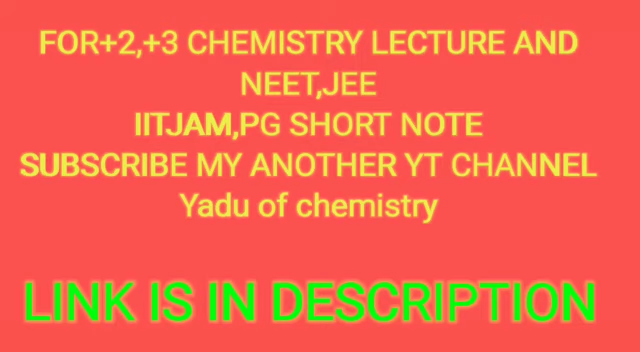 FOR+2,+3 CHEMISTRY LECTURE AND
NEET,JEE
IITJAM,PG SHORT NOTE
SUBSCRIBE MY ANOTHER YT CHANNEL
Yadu of chemistry
LINK IS IN DESCRIPTION